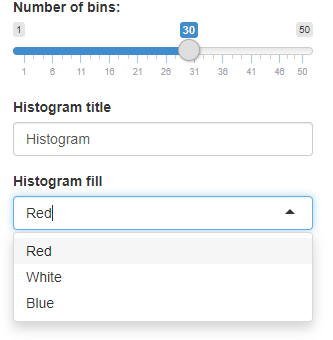 Number of bins:
1 30 50
1 6 11 16 21 26 31 36 41 46 50
Histogram title
Histogram
Histogram fill
Red
Red
White
Blue